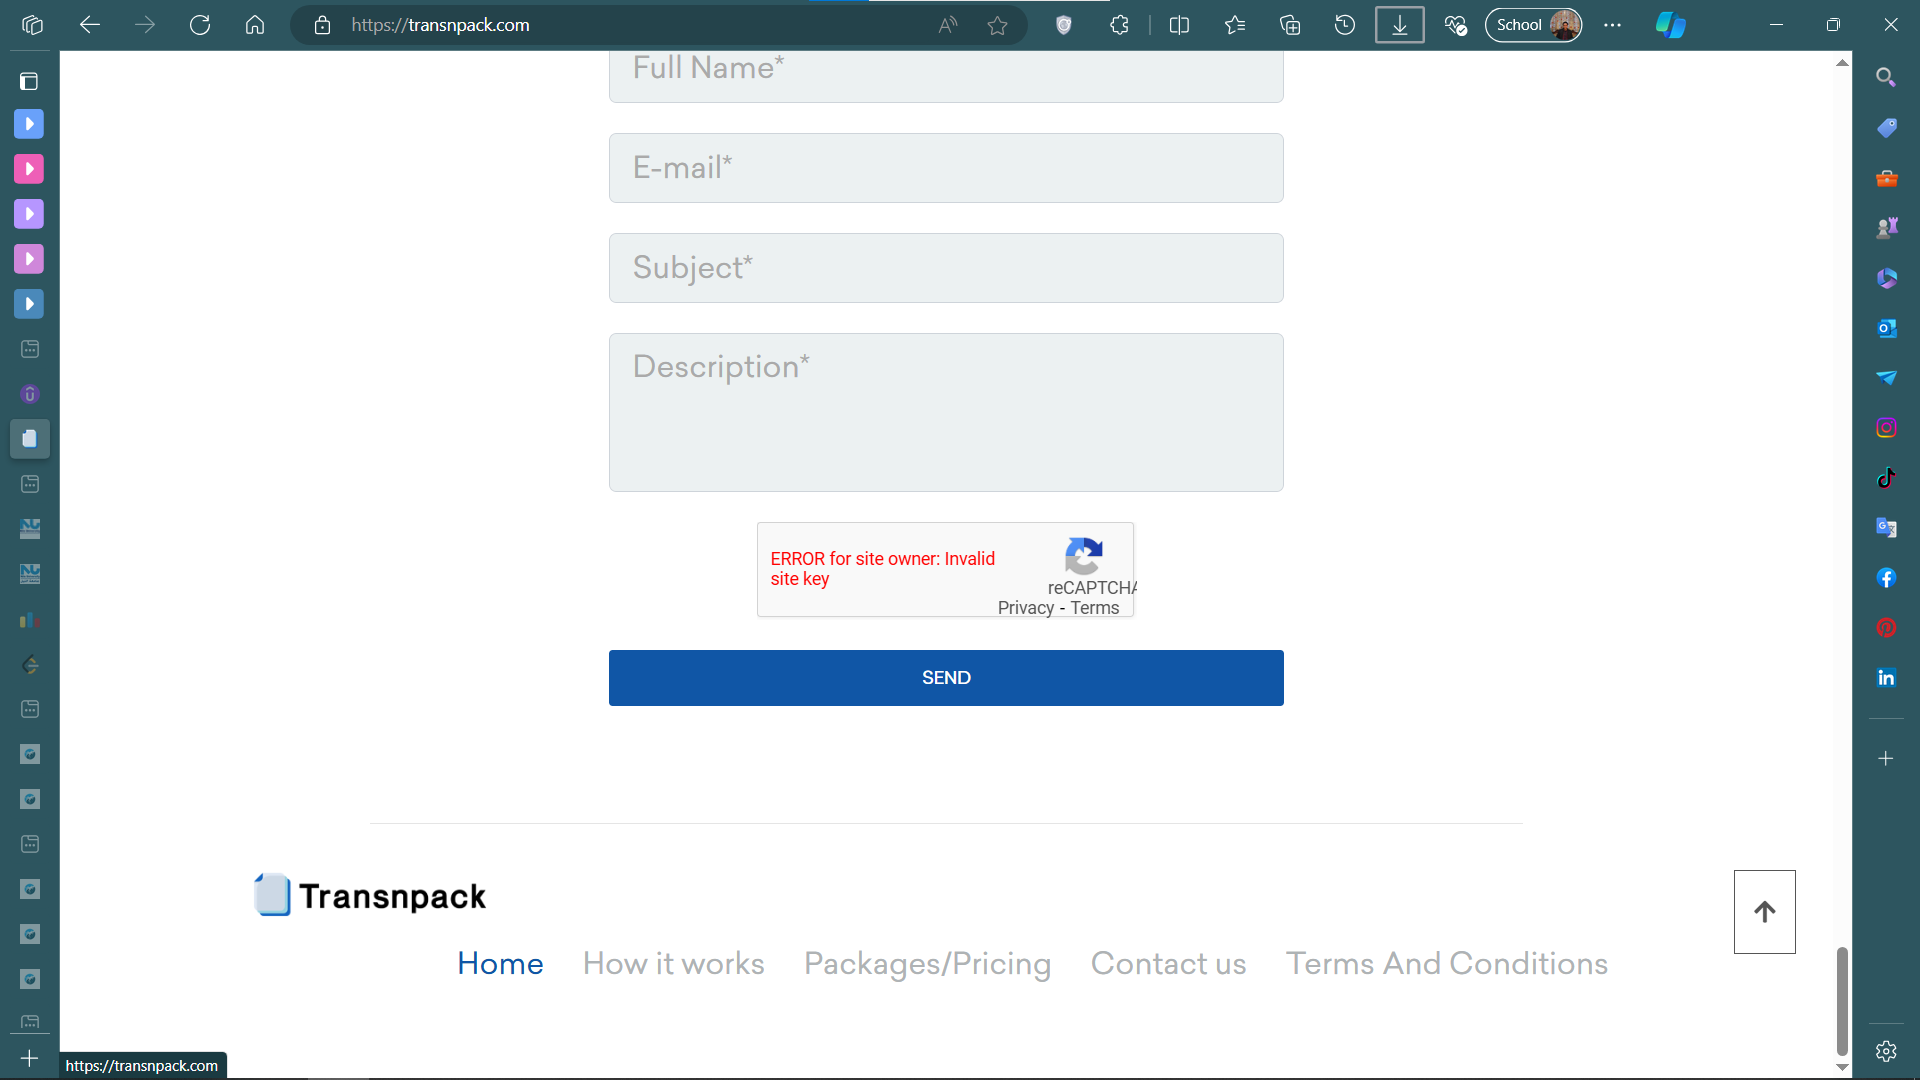 https://transnpack.com
School
Full Name*
E-mail*
Subject*
Description*
ERROR for site owner: Invalid
site key
reCAPTCHA
Privacy - Terms
SEND
Transnpack
Home How it works Packages/Pricing Contact us Terms And Conditions
https://transnpack.com